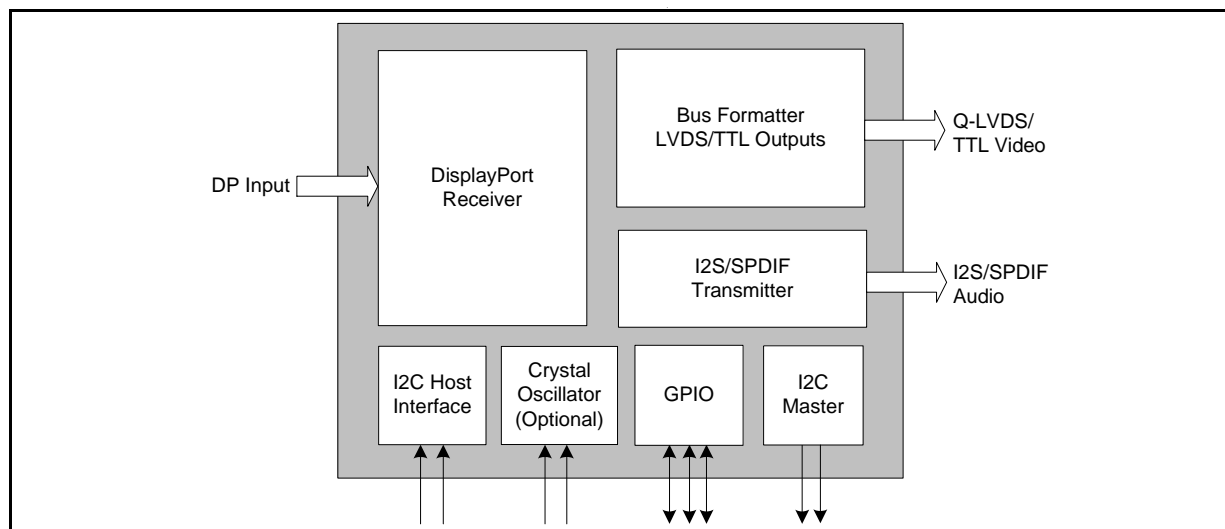 DP Input
DisplayPort
Receiver
Bus Formatter
LVDS/TTL Outputs
Q-LVDS/
TTL Video
I2S/SPDIF
Transmitter
I2S/SPDIF
Audio
I2C Host
Interface
Crystal
Oscillator
(Optional)
GPIO
I2C
Master